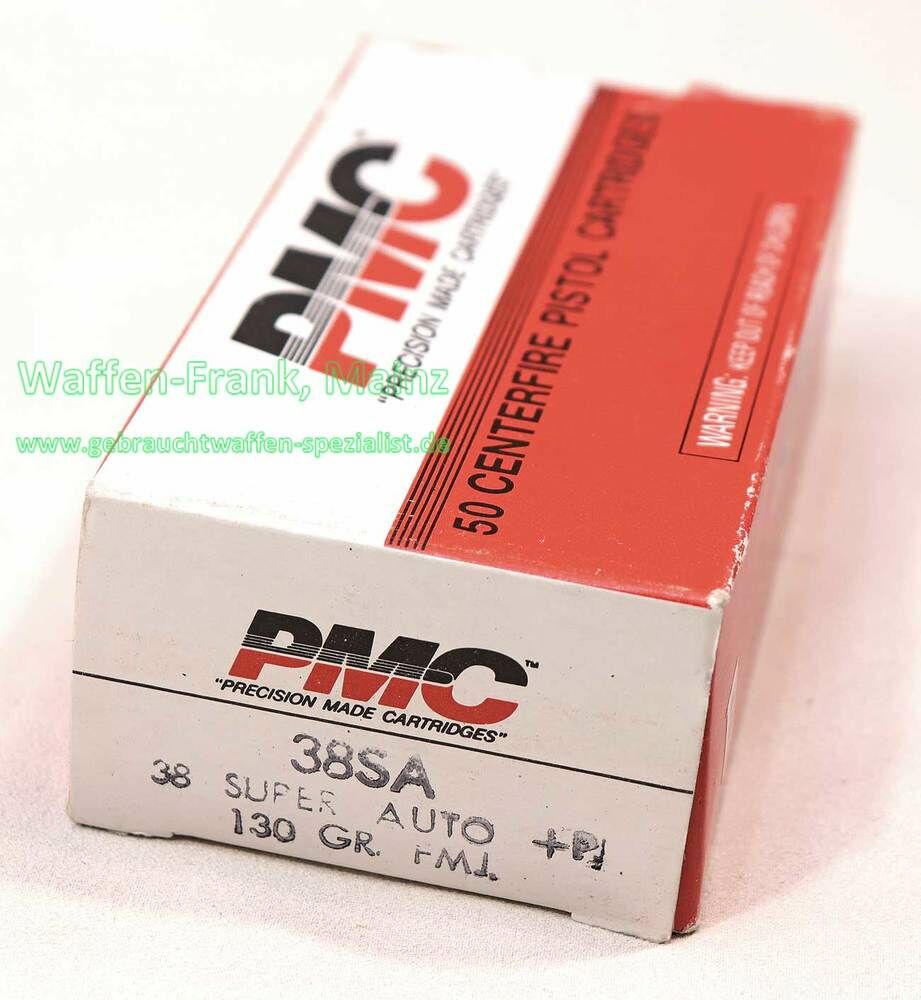 PMC
"PRECISION MADE CARTRIDGES"
50 CENTERFIRE PISTOL CARTRIDGES
WARNING: KEEP OUT OF REACH OF CHILDREN
Waffen-Frank, Mainz
www.gebrauchtwaffen-spezialist.de
PMC™
"PRECISION MADE CARTRIDGES"
38SA
38 SUPER AUTO +P
130 GR. FMJ.